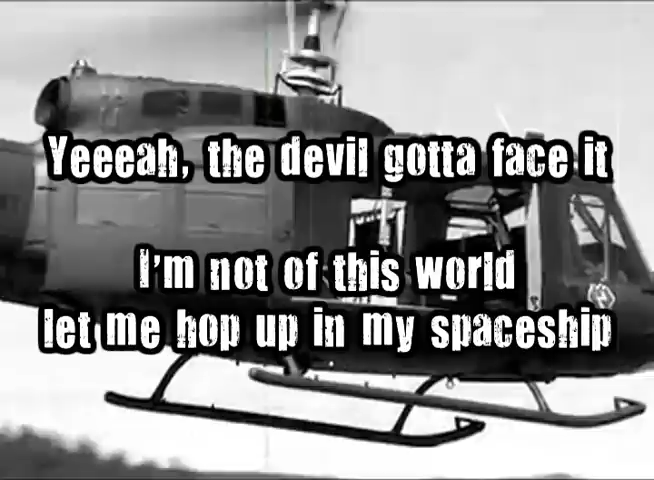 Yeeeah, the devil gotta face it
I'm not of this world
let me hop up in my spaceship